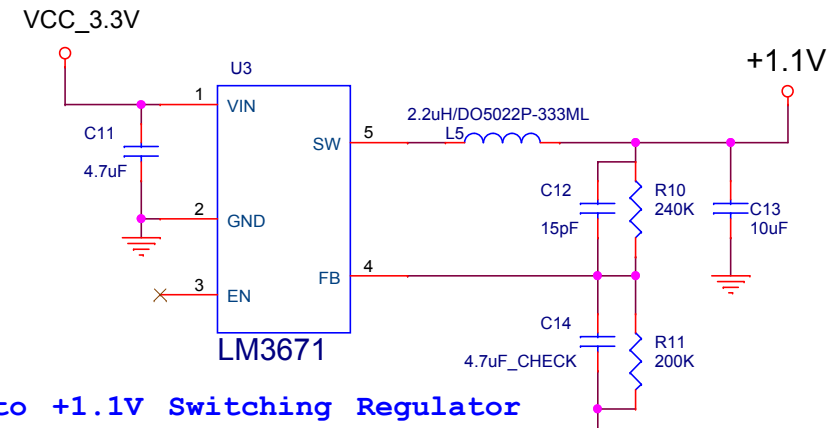 VCC_3.3V
+1.1V
U3
1
VIN
2.2uH/DO5022P-333ML
L5
C11
4.7uF
SW
5
C12
15pF
R10
240K
C13
10uF
2
GND
FB
4
3
EN
LM3671
C14
4.7uF_CHECK
R11
200K
to +1.1V Switching Regulator